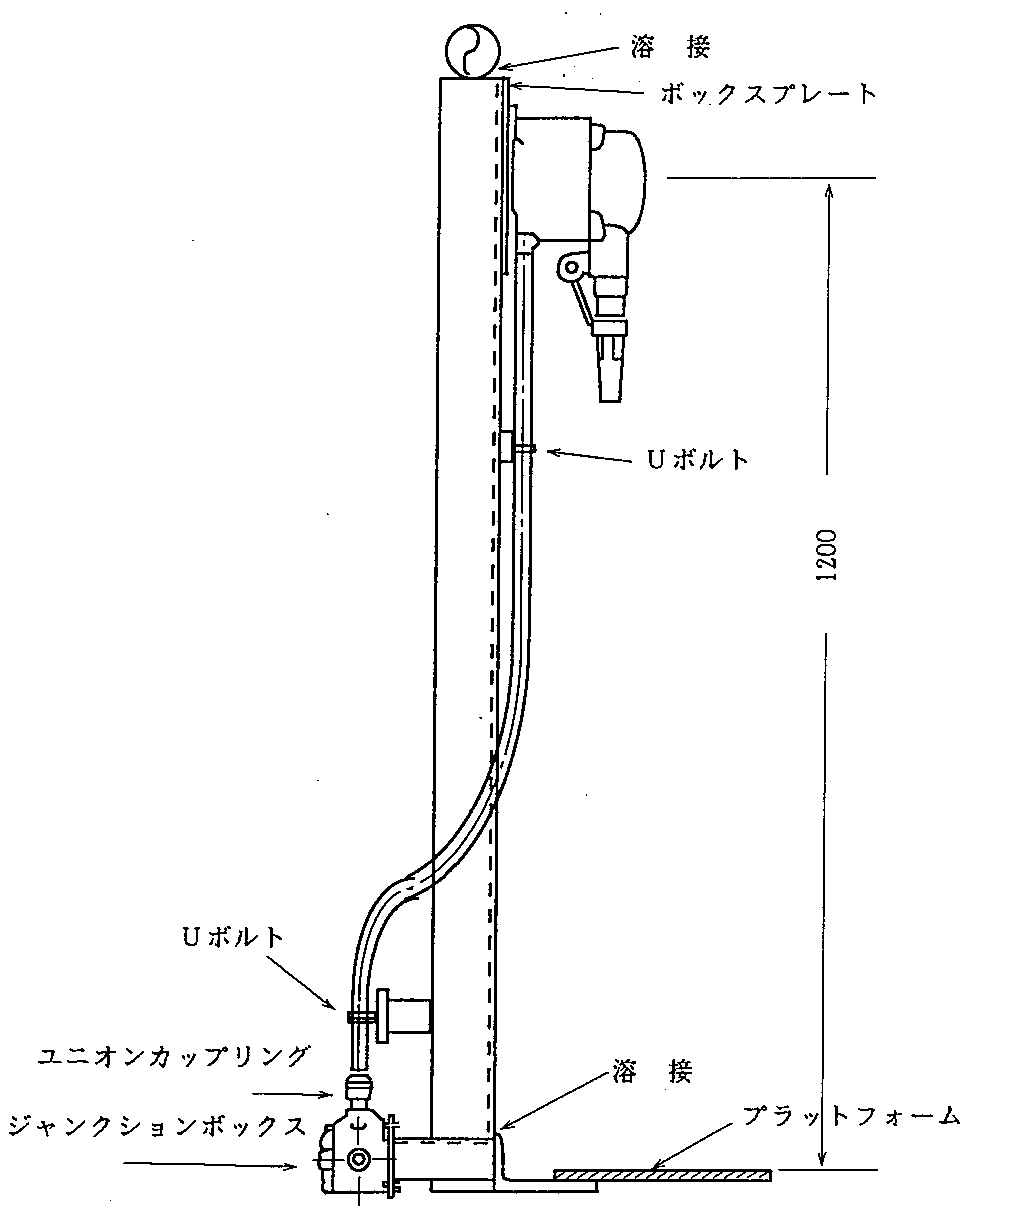 溶　接
ボックスプレート
Uボルト
1200
Uボルト
ユニオンカップリング
溶　接
ジャンクションボックス
プラットフォーム